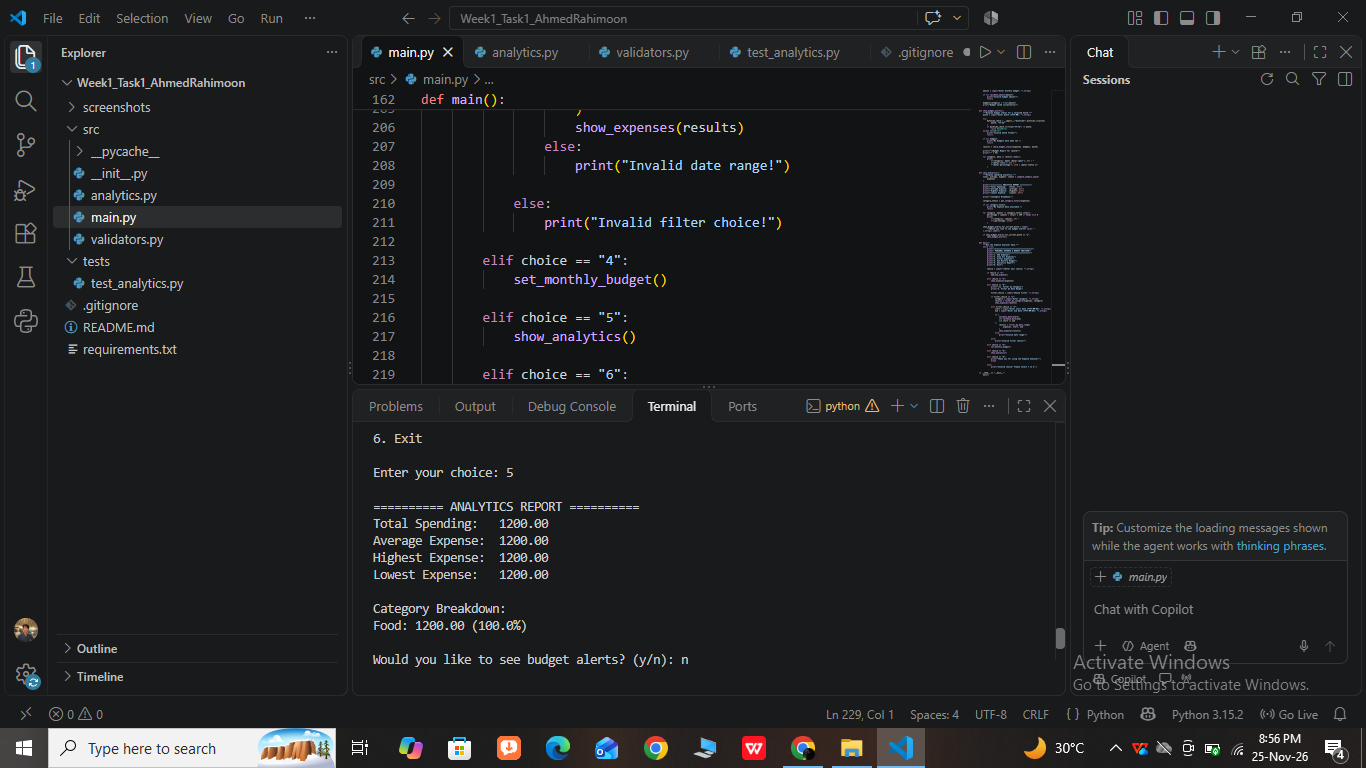 File Edit Selection View Go Run ···
Week1_Task1_AhmedRahimoon
Explorer ···
Week1_Task1_AhmedRahimoon
screenshots
src
__pycache__
__init__.py
analytics.py
main.py
validators.py
tests
test_analytics.py
.gitignore
README.md
requirements.txt
Outline
Timeline
main.py
analytics.py
validators.py
test_analytics.py
.gitignore
src > main.py > ...
162 def main():
206 show_expenses(results)
207 else:
208 print("Invalid date range!")
209
210 else:
211 print("Invalid filter choice!")
212
213 elif choice == "4":
214 set_monthly_budget()
215
216 elif choice == "5":
217 show_analytics()
218
219 elif choice == "6":
Problems Output Debug Console Terminal Ports
python
6. Exit
Enter your choice: 5
========== ANALYTICS REPORT ==========
Total Spending: 1200.00
Average Expense: 1200.00
Highest Expense: 1200.00
Lowest Expense: 1200.00
Category Breakdown:
Food: 1200.00 (100.0%)
Would you like to see budget alerts? (y/n): n
Chat
Sessions
Tip: Customize the loading messages shown
while the agent works with thinking phrases.
main.py
Chat with Copilot
Agent
Copilot
Activate Windows
Go to Settings to activate Windows.
0 0
Ln 229, Col 1 Spaces: 4 UTF-8 CRLF { } Python Python 3.15.2 Go Live
Type here to search
30°C
8:56 PM
25-Nov-26
4